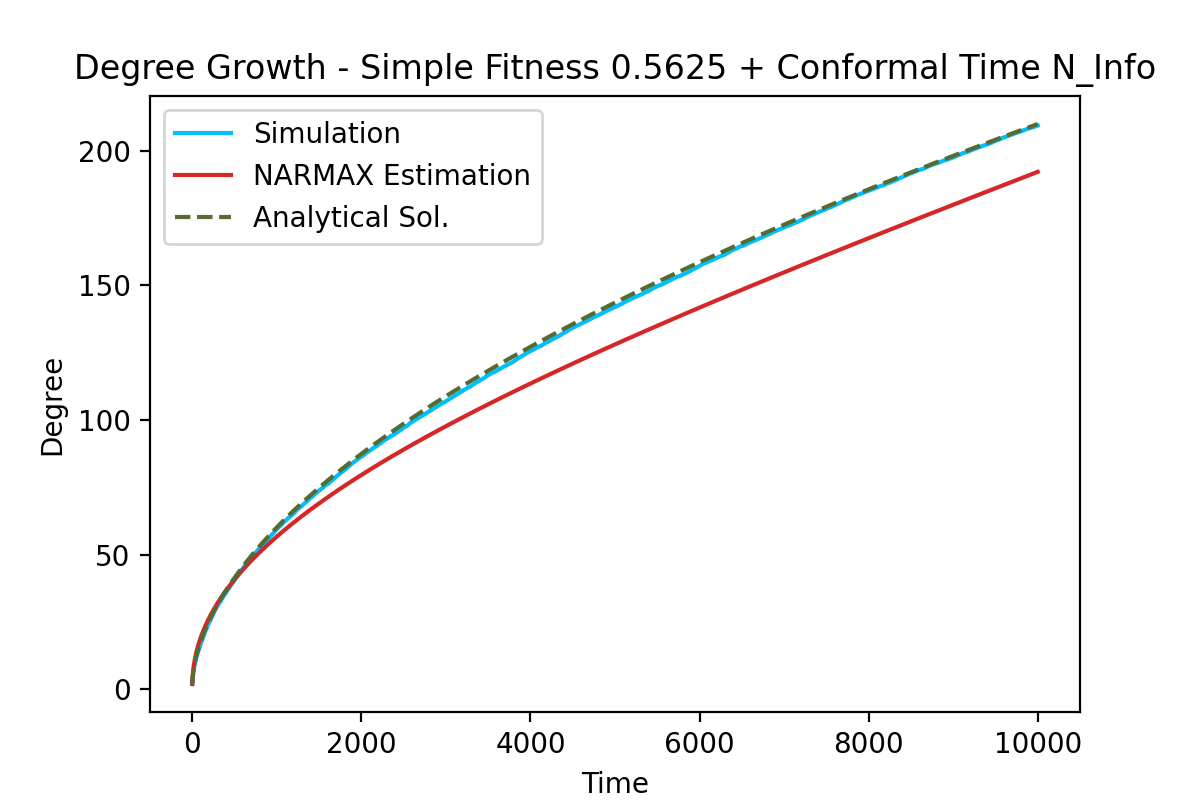 Degree Growth - Simple Fitness 0.5625 + Conformal Time N_Info
Simulation
NARMAX Estimation
Analytical Sol.
200
150
100
50
0
Degree
0 2000 4000 6000 8000 10000
Time